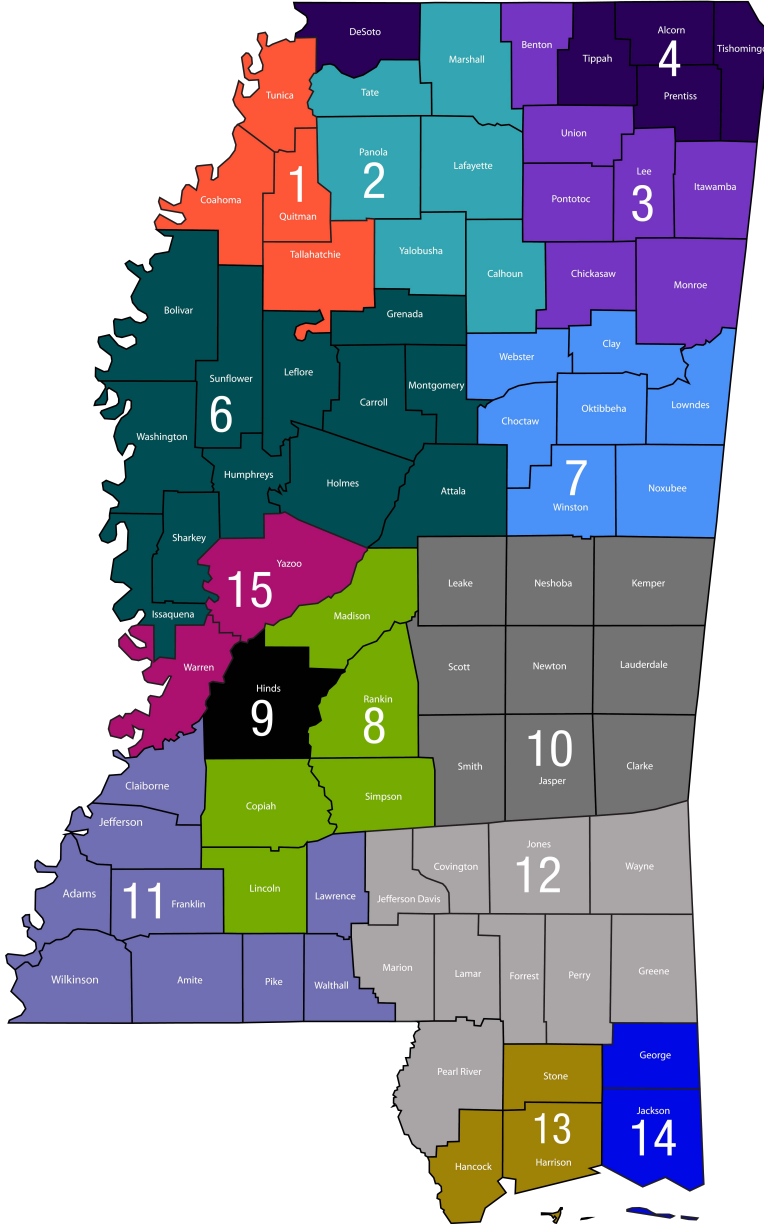 DeSoto
Marshall
Benton
Tippah
Alcorn
4
Tishomingo
Tunica
Tate
Prentiss
Union
Panola
2
Lafayette
Coahoma
1
Quitman
Pontotoc
Lee
3
Itawamba
Tallahatchie
Yalobusha
Calhoun
Chickasaw
Monroe
Bolivar
Grenada
Sunflower
6
Leflore
Carroll
Montgomery
Webster
Clay
Choctaw
Oktibbeha
Lowndes
Washington
Humphreys
Holmes
Attala
7
Winston
Noxubee
Sharkey
Yazoo
15
Leake
Neshoba
Kemper
Issaquena
Madison
Warren
Hinds
9
Rankin
8
Scott
Newton
Lauderdale
Smith
10
Jasper
Clarke
Claiborne
Copiah
Simpson
Jefferson
Adams
11
Franklin
Lincoln
Lawrence
Jefferson Davis
Covington
Jones
12
Wayne
Wilkinson
Amite
Pike
Walthall
Marion
Lamar
Forrest
Perry
Greene
Pearl River
Stone
George
Hancock
13
Harrison
Jackson
14